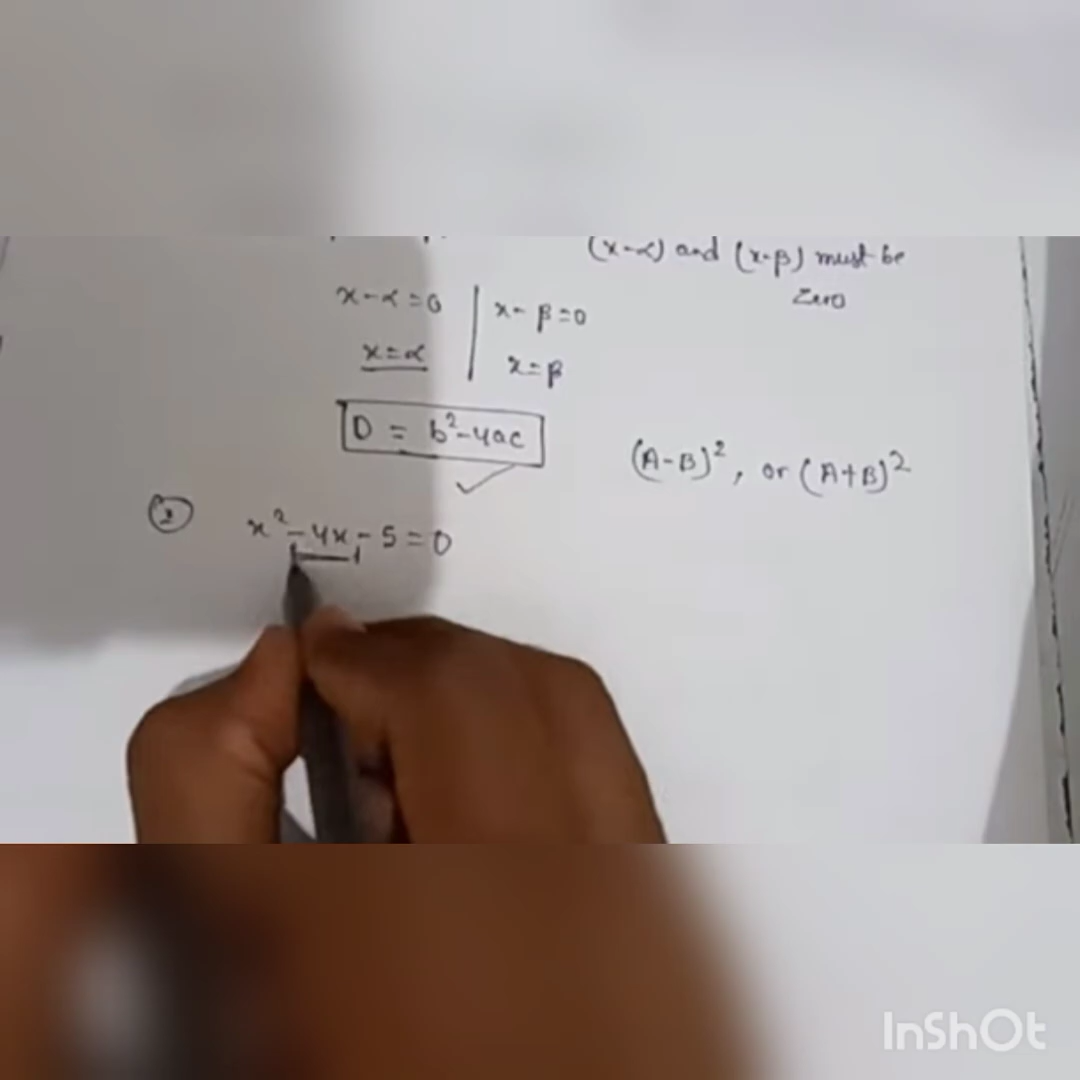 (x-α) and (x-β) must be
zero
x-α=0 | x-β=0
x=α | x=β
D = b²-4ac
(A-B)², or (A+B)²
② x²-4x-5=0
InShOt